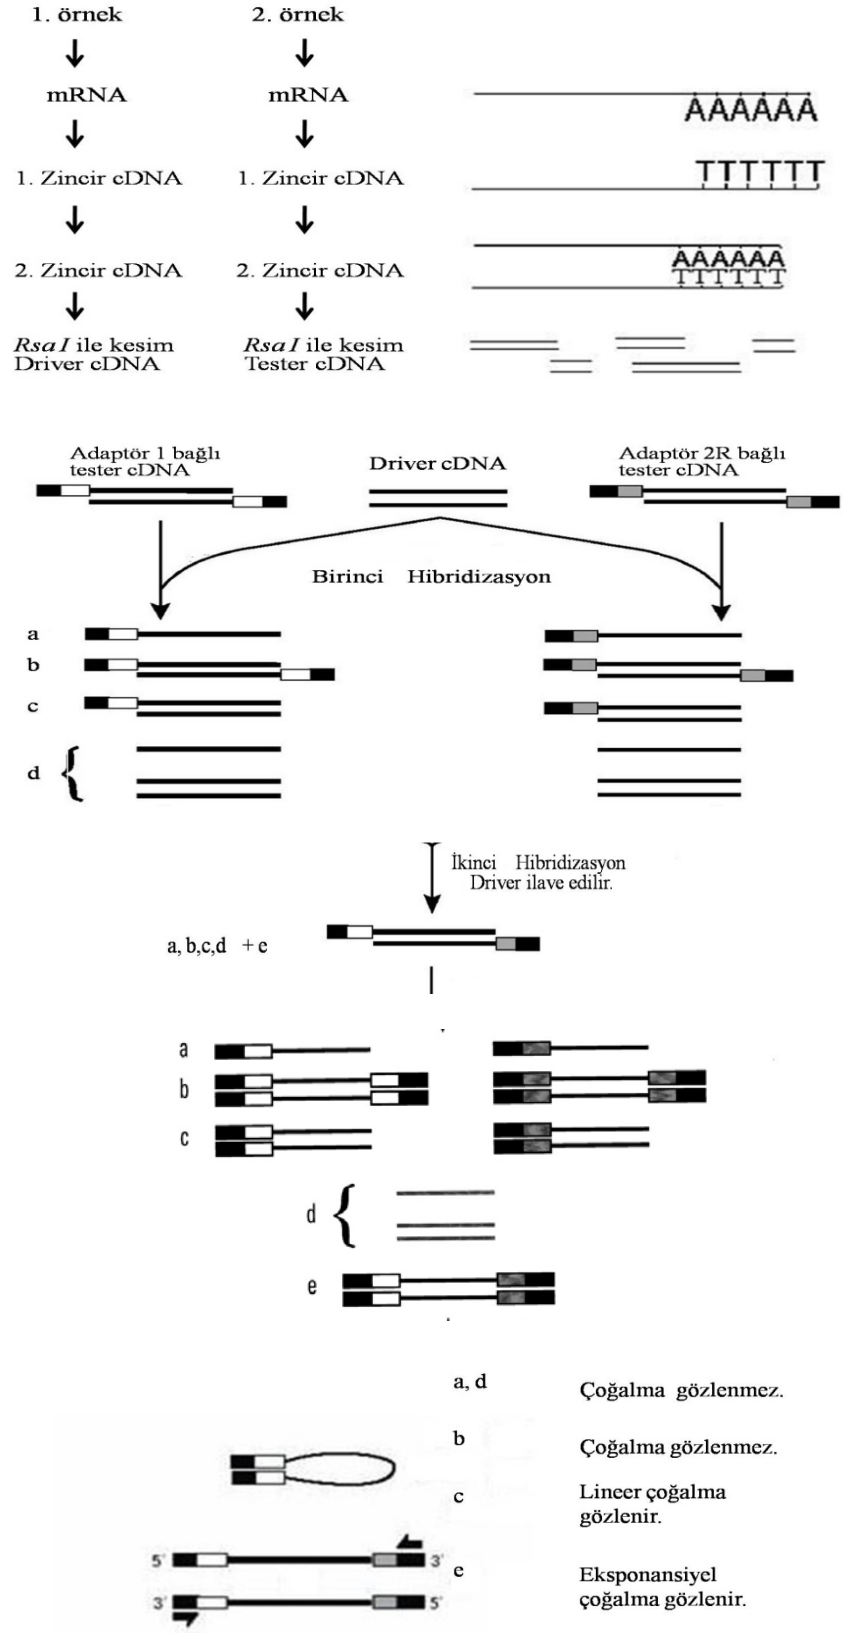 1. örnek 2. örnek
mRNA mRNA AAAAAA
1. Zincir cDNA 1. Zincir cDNA TTTTTT
2. Zincir cDNA 2. Zincir cDNA AAAAAA
TTTTTT
RsaI ile kesim RsaI ile kesim
Driver cDNA Tester cDNA
Adaptör 1 bağlı
tester cDNA
Driver cDNA
Adaptör 2R bağlı
tester cDNA
Birinci Hibridizasyon
a
b
c
d {
İkinci Hibridizasyon
Driver ilave edilir.
a, b,c,d + e
a
b
c
d {
e
a, d Çoğalma gözlenmez.
b Çoğalma gözlenmez.
c Lineer çoğalma
gözlenir.
5' 3'
e Eksponansiyel
çoğalma gözlenir.
3' 5'